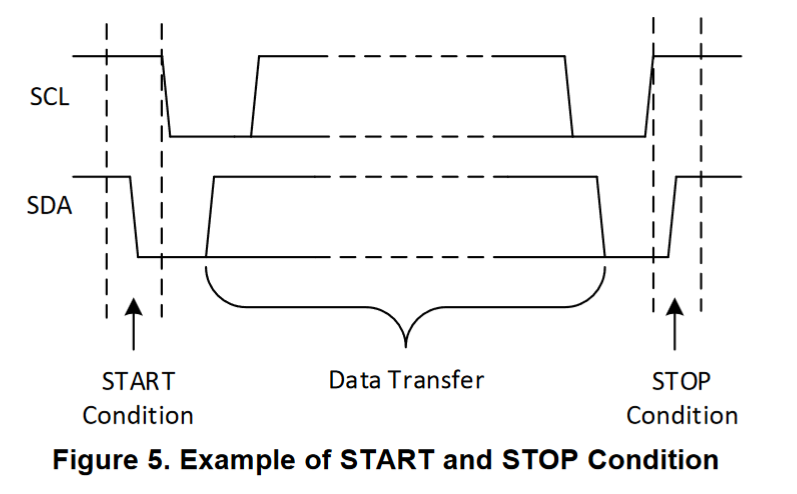 SCL
SDA
START
Condition
Data Transfer
STOP
Condition
Figure 5. Example of START and STOP Condition